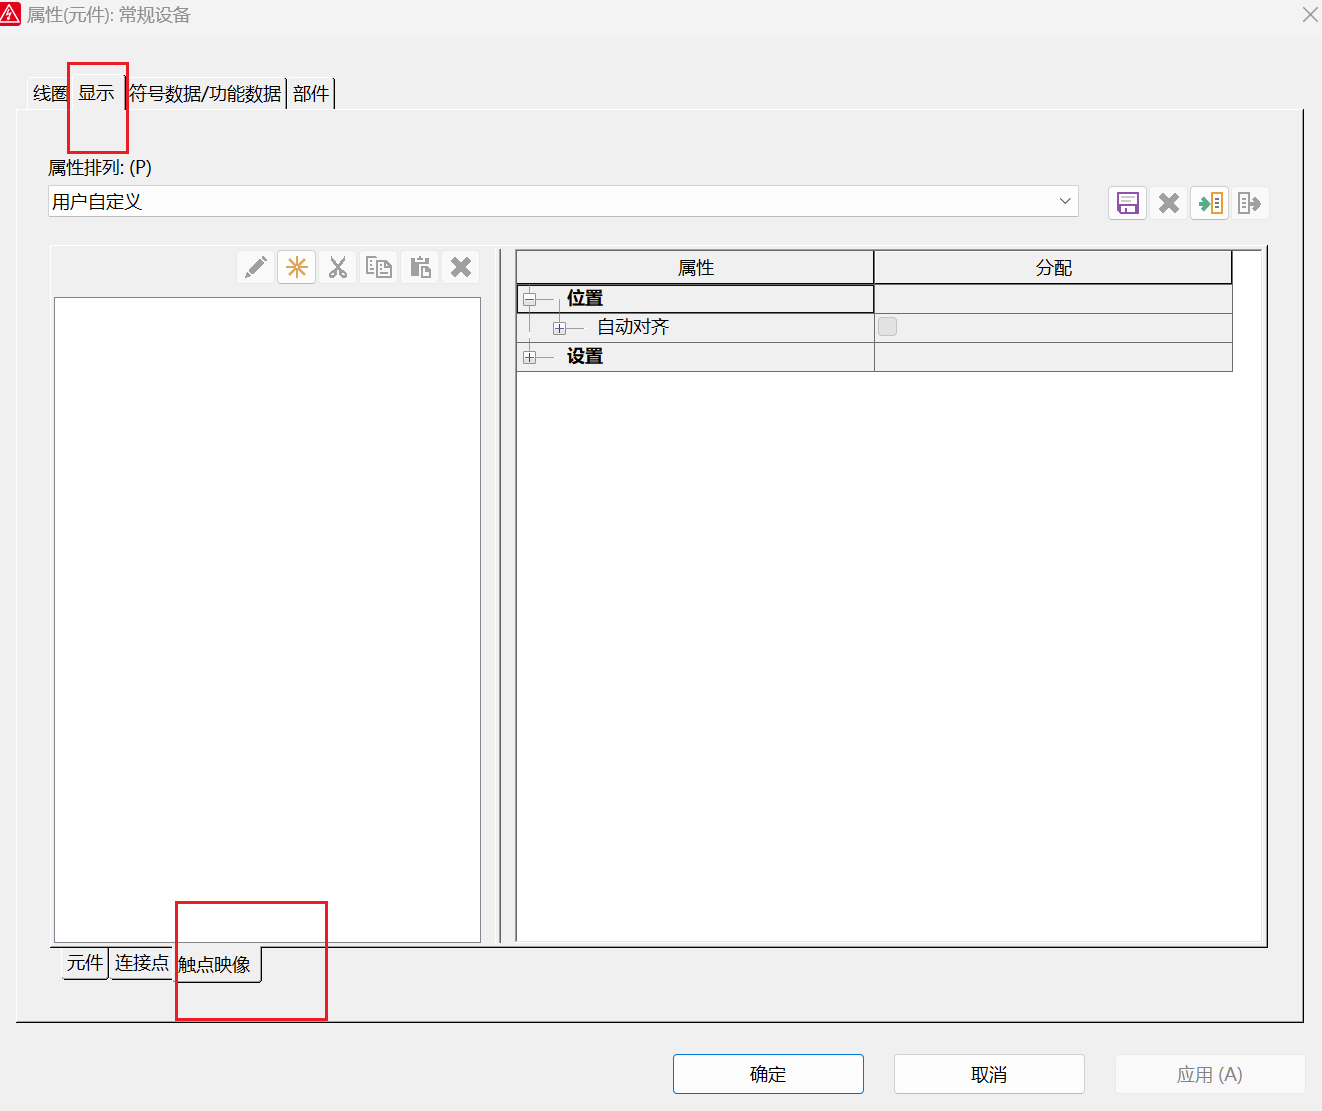 属性(元件): 常规设备
线圈 显示 符号数据/功能数据 部件
属性排列: (P)
用户自定义
属性 分配
位置
自动对齐
设置
元件 连接点 触点映像
确定 取消 应用 (A)